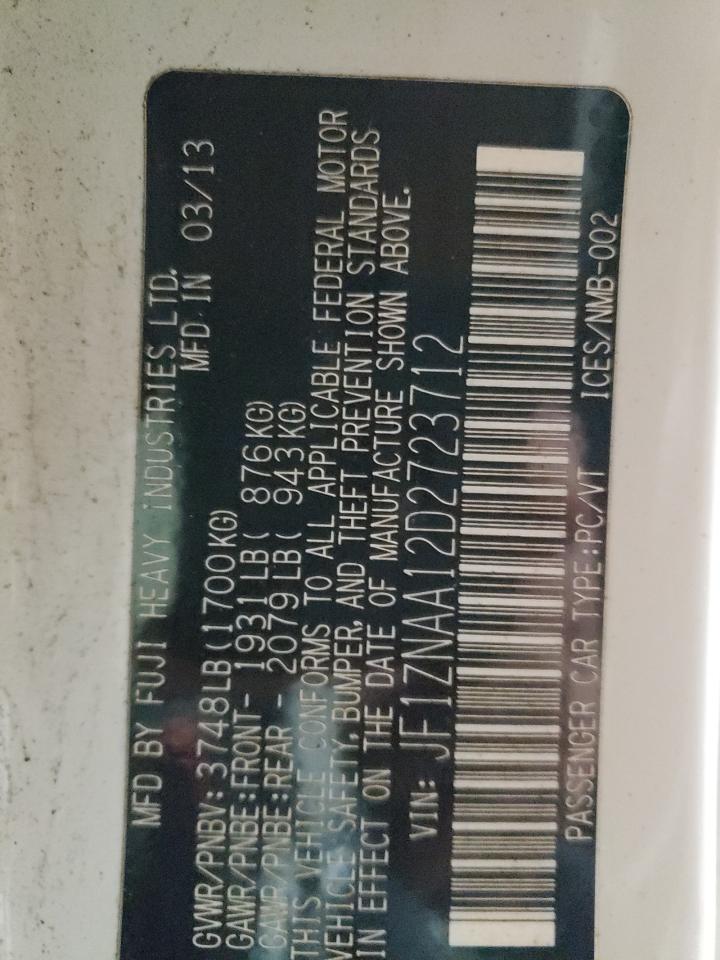 MFD BY FUJI HEAVY INDUSTRIES LTD.
MFD IN 03/13
GVWR/PNBV:3748LB(1700KG)
GAWR/PNBE:FRONT- 1931LB( 876KG)
GAWR/PNBE:REAR - 2079LB( 943KG)
THIS VEHICLE CONFORMS TO ALL APPLICABLE FEDERAL MOTOR
VEHICLE SAFETY, BUMPER, AND THEFT PREVENTION STANDARDS
IN EFFECT ON THE DATE OF MANUFACTURE SHOWN ABOVE.
VIN: JF1ZNAA12D2723712
PASSENGER CAR TYPE:PC/VT ICES/NMB-002